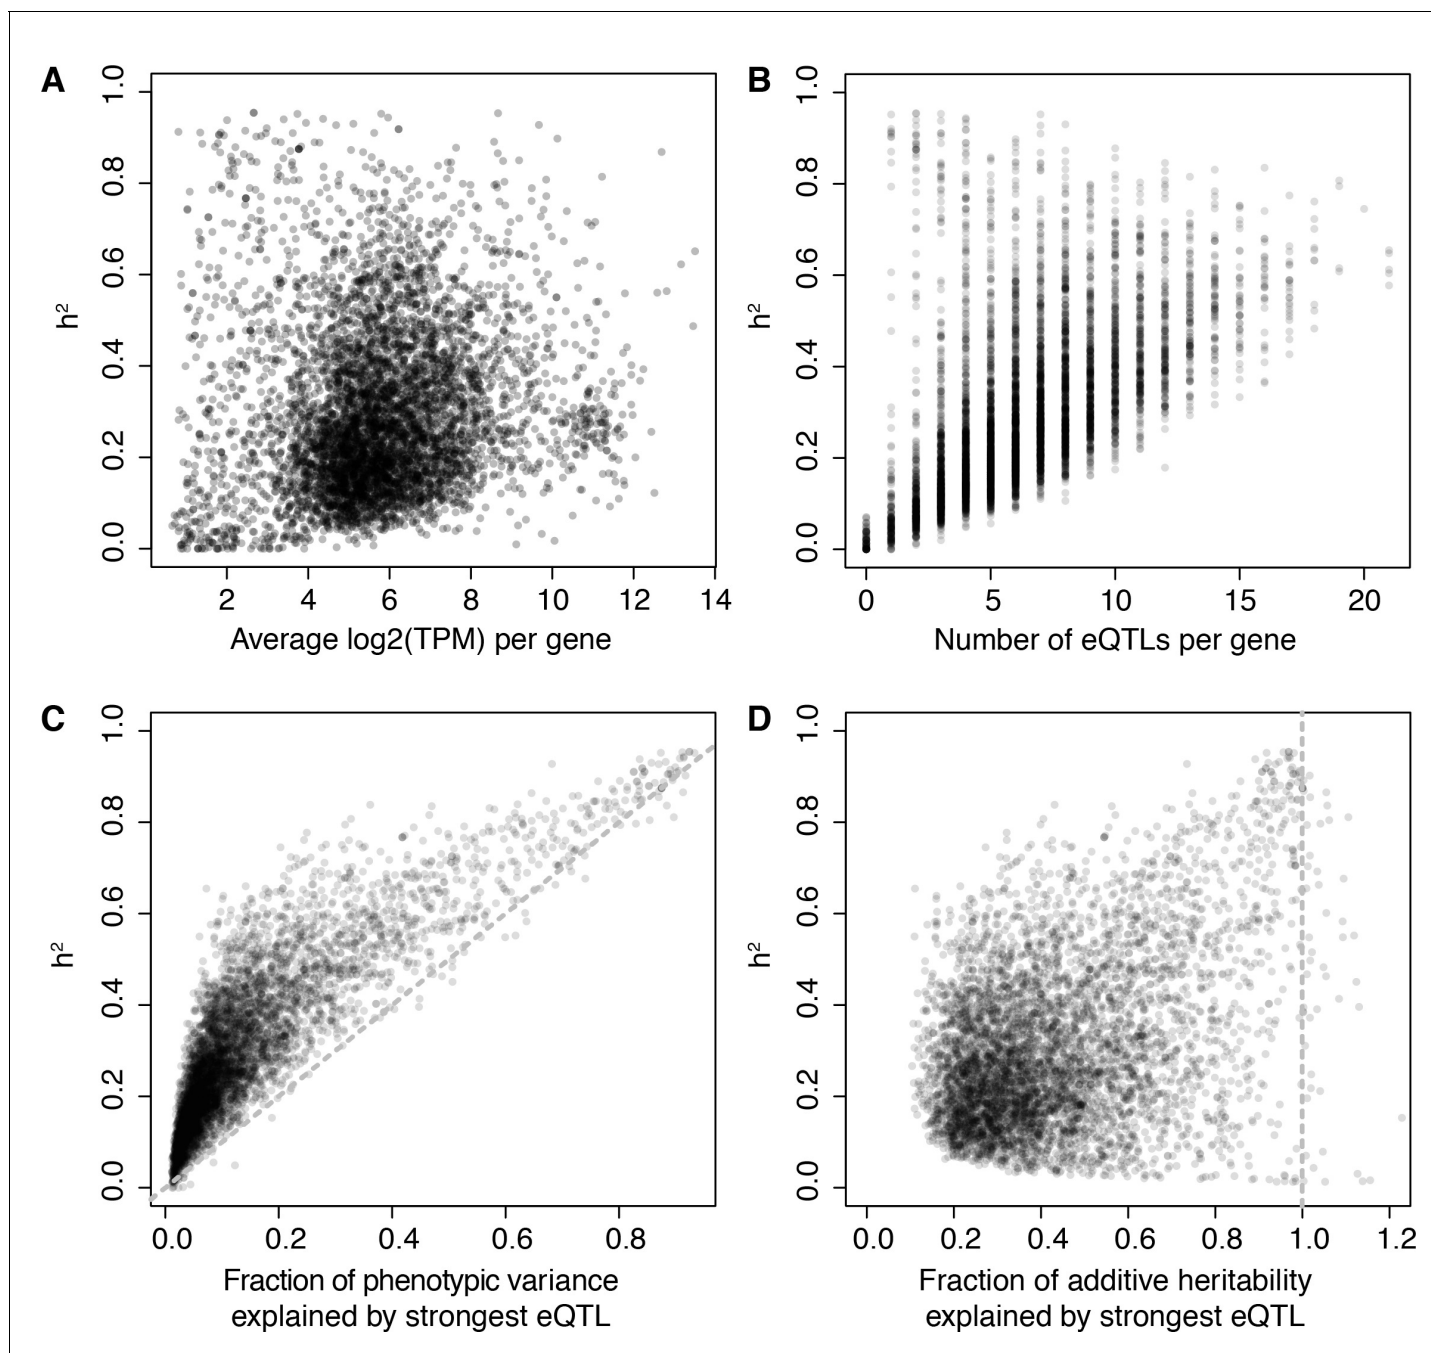 A
B
1.0
0.8
0.6
0.4
0.2
0.0
h²
2 4 6 8 10 12 14
Average log2(TPM) per gene
1.0
0.8
0.6
0.4
0.2
0.0
h²
0 5 10 15 20
Number of eQTLs per gene
C
D
1.0
0.8
0.6
0.4
0.2
0.0
h²
0.0 0.2 0.4 0.6 0.8
Fraction of phenotypic variance
explained by strongest eQTL
1.0
0.8
0.6
0.4
0.2
0.0
h²
0.0 0.2 0.4 0.6 0.8 1.0 1.2
Fraction of additive heritability
explained by strongest eQTL